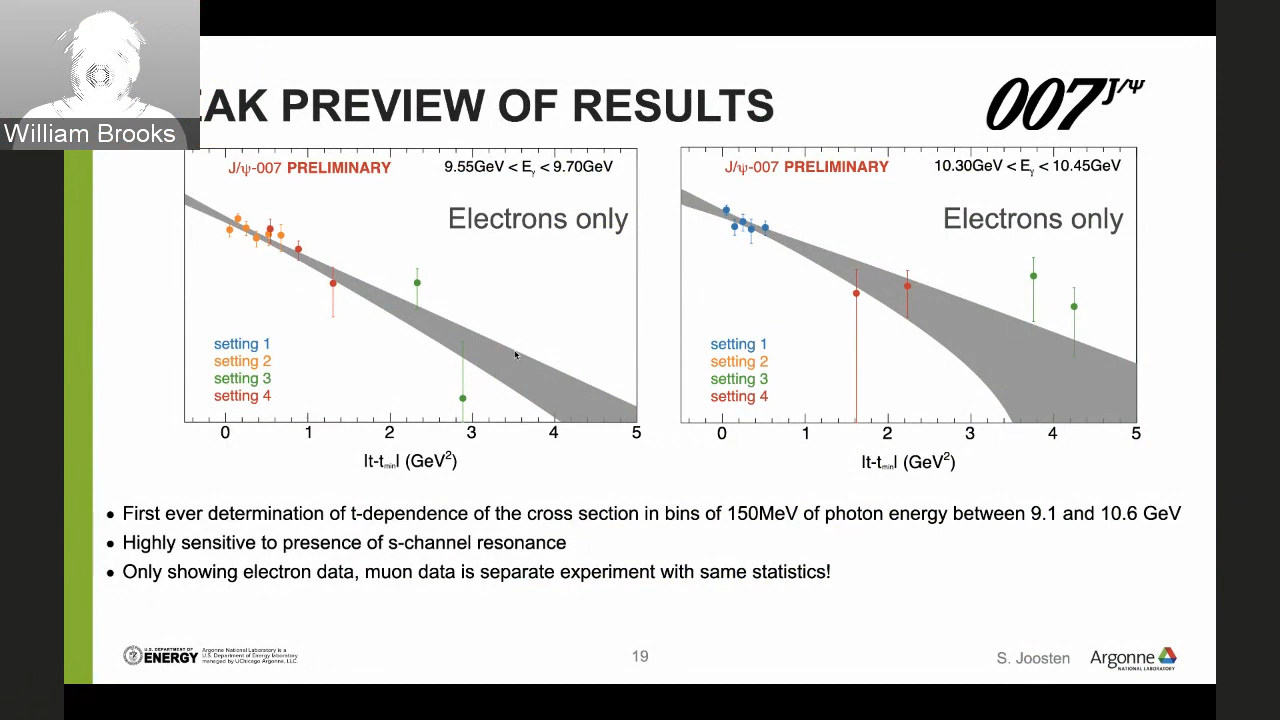 William Brooks
EAK PREVIEW OF RESULTS
007 J/ψ
J/ψ-007 PRELIMINARY
9.55GeV < Eγ < 9.70GeV
Electrons only
setting 1
setting 2
setting 3
setting 4
0 1 2 3 4 5
|t-tminl (GeV2)
J/ψ-007 PRELIMINARY
10.30GeV < Eγ < 10.45GeV
Electrons only
setting 1
setting 2
setting 3
setting 4
0 1 2 3 4 5
|t-tminl (GeV2)
• First ever determination of t-dependence of the cross section in bins of 150MeV of photon energy between 9.1 and 10.6 GeV
• Highly sensitive to presence of s-channel resonance
• Only showing electron data, muon data is separate experiment with same statistics!
U.S. DEPARTMENT OF
ENERGY
Argonne National Laboratory is a
U.S. Department of Energy laboratory
managed by UChicago Argonne, LLC.
19
S. Joosten
Argonne
NATIONAL LABORATORY